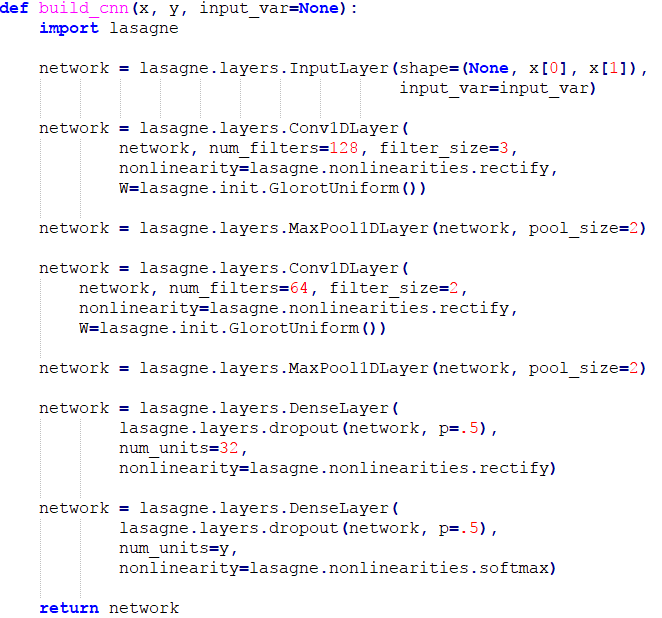 def build_cnn(x, y, input_var=None):
    import lasagne

    network = lasagne.layers.InputLayer(shape=(None, x[0], x[1]),
                                        input_var=input_var)

    network = lasagne.layers.Conv1DLayer(
            network, num_filters=128, filter_size=3,
            nonlinearity=lasagne.nonlinearities.rectify,
            W=lasagne.init.GlorotUniform())

    network = lasagne.layers.MaxPool1DLayer(network, pool_size=2)

    network = lasagne.layers.Conv1DLayer(
        network, num_filters=64, filter_size=2,
        nonlinearity=lasagne.nonlinearities.rectify,
        W=lasagne.init.GlorotUniform())

    network = lasagne.layers.MaxPool1DLayer(network, pool_size=2)

    network = lasagne.layers.DenseLayer(
            lasagne.layers.dropout(network, p=.5),
            num_units=32,
            nonlinearity=lasagne.nonlinearities.rectify)

    network = lasagne.layers.DenseLayer(
            lasagne.layers.dropout(network, p=.5),
            num_units=y,
            nonlinearity=lasagne.nonlinearities.softmax)

    return network